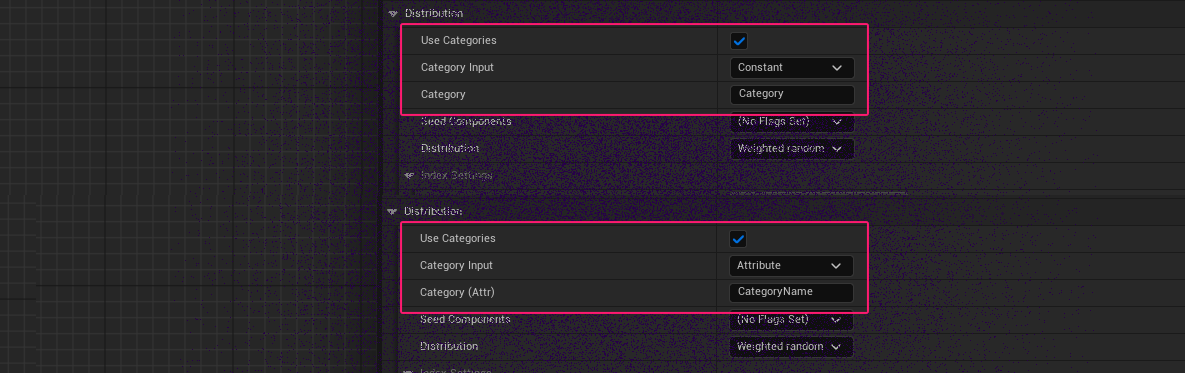 Distribution
Use Categories
Category Input Constant
Category Category
Seed Components (No Flags Set)
Distribution Weighted random
Index Settings
Distribution
Use Categories
Category Input Attribute
Category (Attr) CategoryName
Seed Components (No Flags Set)
Distribution Weighted random
Index Settings